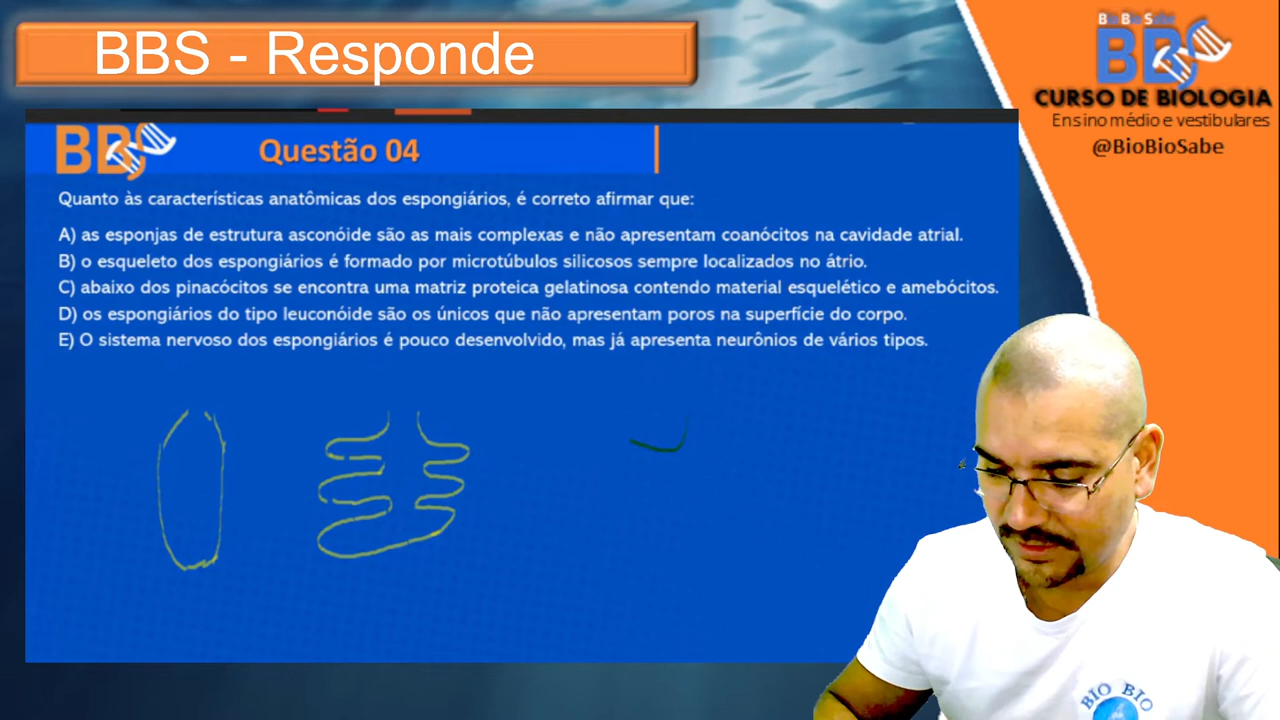 BBS - Responde
Bio Bio Sabe
BBS
CURSO DE BIOLOGIA
Ensino médio e vestibulares
@BioBioSabe
BBS
Questão 04
Quanto às características anatômicas dos espongiários, é correto afirmar que:
A) as esponjas de estrutura asconóide são as mais complexas e não apresentam coanócitos na cavidade atrial.
B) o esqueleto dos espongiários é formado por microtúbulos silicosos sempre localizados no átrio.
C) abaixo dos pinacócitos se encontra uma matriz proteica gelatinosa contendo material esquelético e amebócitos.
D) os espongiários do tipo leuconóide são os únicos que não apresentam poros na superfície do corpo.
E) O sistema nervoso dos espongiários é pouco desenvolvido, mas já apresenta neurônios de vários tipos.
BIO BIO